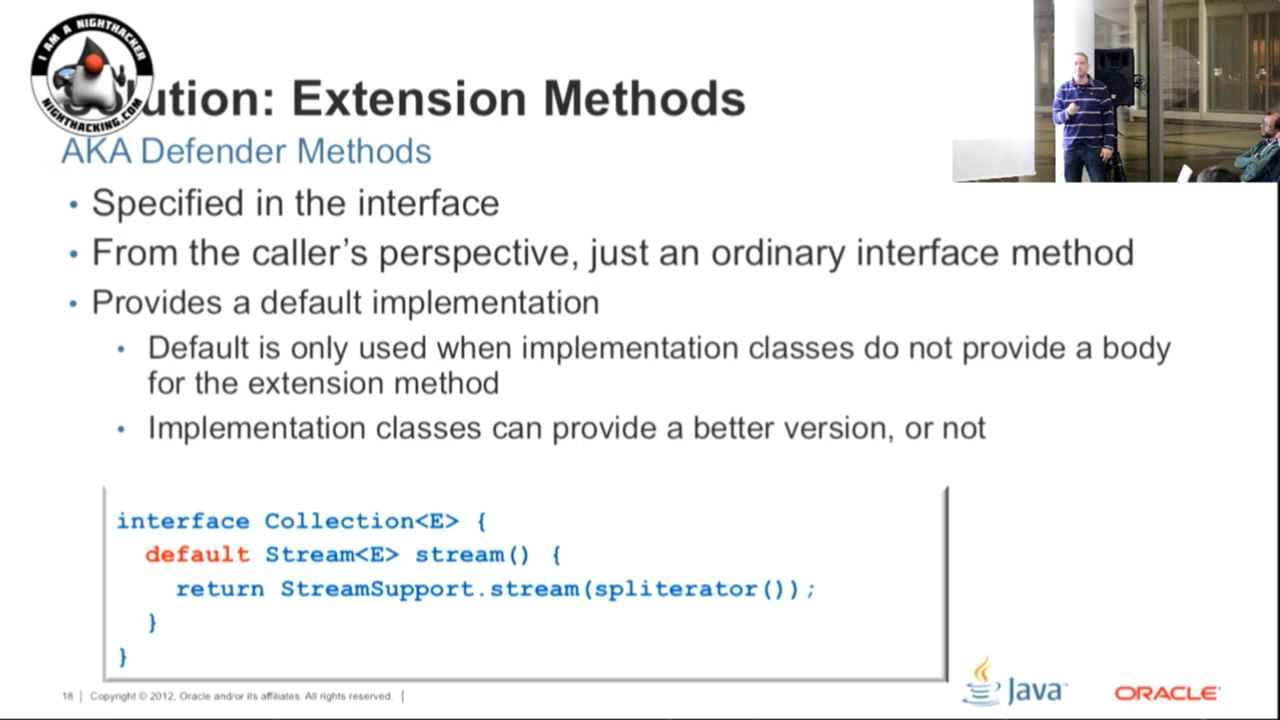 I AM A NIGHTHACKER
NIGHTHACKING.COM
ution: Extension Methods
AKA Defender Methods
• Specified in the interface
• From the caller’s perspective, just an ordinary interface method
• Provides a default implementation
• Default is only used when implementation classes do not provide a body
for the extension method
• Implementation classes can provide a better version, or not
interface Collection<E> {
default Stream<E> stream() {
return StreamSupport.stream(spliterator());
}
}
18 | Copyright © 2012, Oracle and/or its affiliates. All rights reserved. |
Java™
ORACLE®